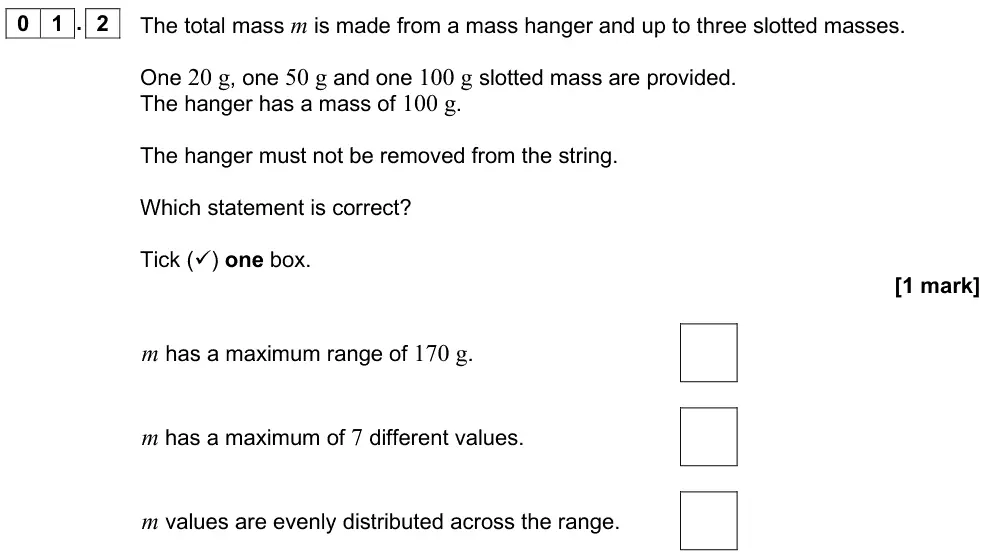 0 1 . 2 The total mass m is made from a mass hanger and up to three slotted masses.
One 20 g, one 50 g and one 100 g slotted mass are provided.
The hanger has a mass of 100 g.
The hanger must not be removed from the string.
Which statement is correct?
Tick (✓) one box.
[1 mark]
m has a maximum range of 170 g.
m has a maximum of 7 different values.
m values are evenly distributed across the range.